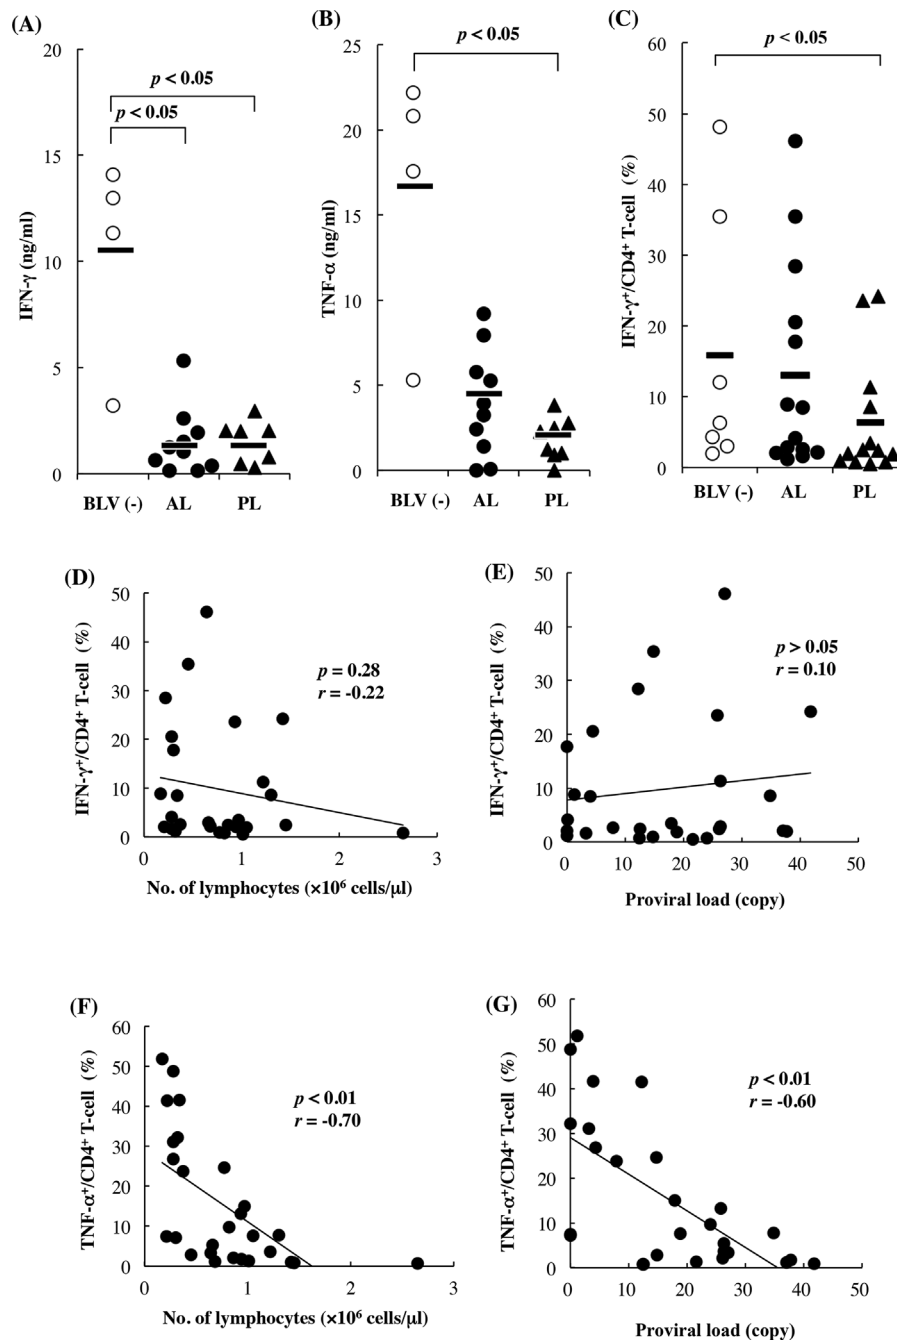 (A)
20
15
10
5
0
IFN-γ (ng/ml)
p < 0.05
p < 0.05
BLV (-) AL PL
(B)
25
20
15
10
5
0
TNF-α (ng/ml)
p < 0.05
BLV (-) AL PL
(C)
60
50
40
30
20
10
0
IFN-γ⁺/CD4⁺ T-cell (%)
p < 0.05
BLV (-) AL PL
(D)
50
40
30
20
10
0
IFN-γ⁺/CD4⁺ T-cell (%)
p = 0.28
r = -0.22
0 1 2 3
No. of lymphocytes (×10⁶ cells/μl)
(E)
50
40
30
20
10
0
IFN-γ⁺/CD4⁺ T-cell (%)
p > 0.05
r = 0.10
0 10 20 30 40 50
Proviral load (copy)
(F)
60
50
40
30
20
10
0
TNF-α⁺/CD4⁺ T-cell (%)
p < 0.01
r = -0.70
0 1 2 3
No. of lymphocytes (×10⁶ cells/μl)
(G)
60
50
40
30
20
10
0
TNF-α⁺/CD4⁺ T-cell (%)
p < 0.01
r = -0.60
0 10 20 30 40 50
Proviral load (copy)